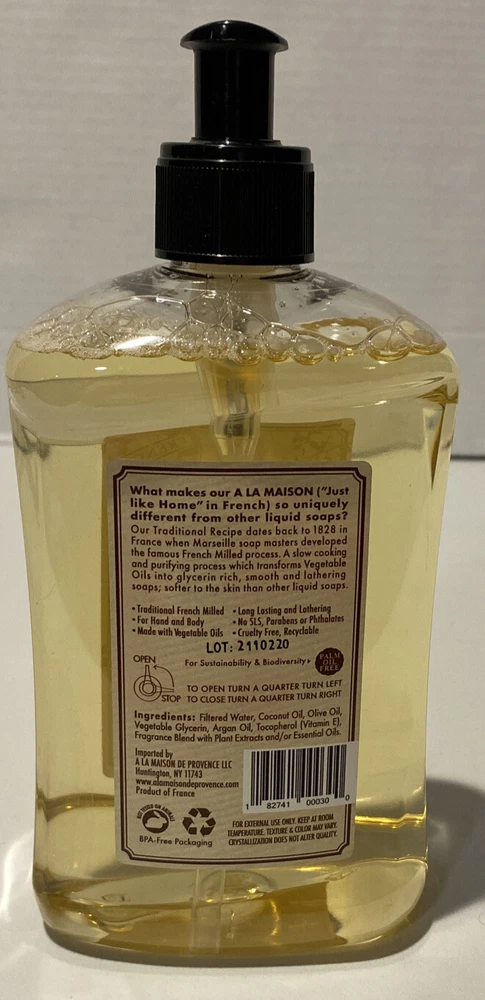 What makes our A LA MAISON ("Just
like Home" in French) so uniquely
different from other liquid soaps?
Our Traditional Recipe dates back to 1828 in
France when Marseille soap masters developed
the famous French Milled process. A slow cooking
and purifying process which transforms Vegetable
Oils into glycerin rich, smooth and lathering
soaps; softer to the skin than other liquid soaps.
• Traditional French Milled
• For Hand and Body
• Made with Vegetable Oils
• Long Lasting and Lathering
• No SLS, Parabens or Phthalates
• Cruelty Free, Recyclable
LOT: 2110220
For Sustainability & Biodiversity
PALM
OIL
FREE
OPEN
STOP
TO OPEN TURN A QUARTER TURN LEFT
TO CLOSE TURN A QUARTER TURN RIGHT
Ingredients: Filtered Water, Coconut Oil, Olive Oil,
Vegetable Glycerin, Argan Oil, Tocopherol (Vitamin E),
Fragrance Blend with Plant Extracts and/or Essential Oils.
Imported by
A LA MAISON DE PROVENCE LLC
Huntington, NY 11743
www.alamaisondeprovence.com
Product of France
1 82741 00030 0
NOT TESTED ON ANIMALS
BPA-Free Packaging
FOR EXTERNAL USE ONLY. KEEP AT ROOM
TEMPERATURE. TEXTURE & COLOR MAY VARY.
CRYSTALLIZATION DOES NOT ALTER QUALITY.